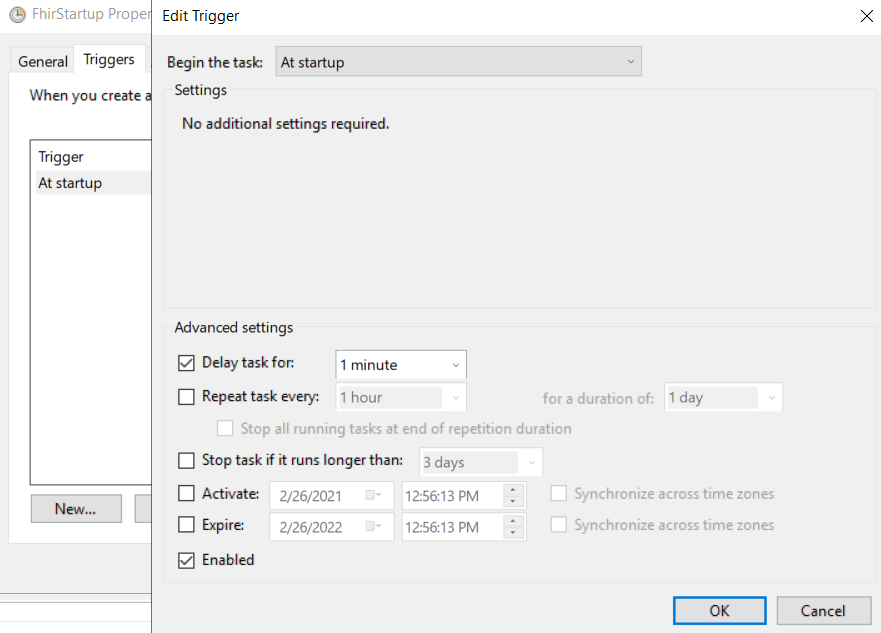 FhirStartup Proper
Edit Trigger
General
Triggers
When you create a
Trigger
At startup
New...
Begin the task:
At startup
Settings
No additional settings required.
Advanced settings
Delay task for:
1 minute
Repeat task every:
1 hour
for a duration of:
1 day
Stop all running tasks at end of repetition duration
Stop task if it runs longer than:
3 days
Activate:
2/26/2021
12:56:13 PM
Synchronize across time zones
Expire:
2/26/2022
12:56:13 PM
Synchronize across time zones
Enabled
OK
Cancel